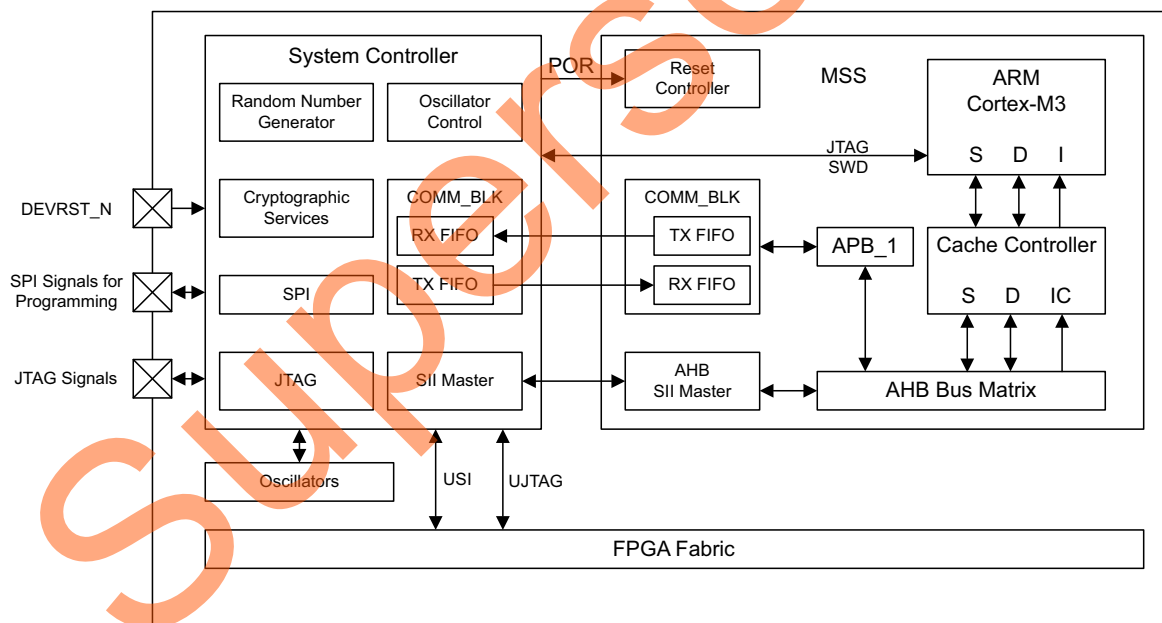 System Controller
POR
Reset
Controller
MSS
ARM
Cortex-M3
S D I
Random Number
Generator
Oscillator
Control
JTAG
SWD
DEVRST_N
Cryptographic
Services
COMM_BLK
RX FIFO
TX FIFO
COMM_BLK
TX FIFO
RX FIFO
APB_1
Cache Controller
S D IC
SPI Signals for
Programming
SPI
JTAG Signals
JTAG
SII Master
AHB
SII Master
AHB Bus Matrix
Oscillators
USI
UJTAG
FPGA Fabric
Superse